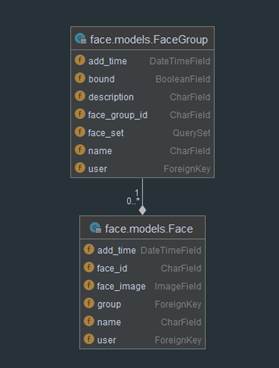 face.models.FaceGroup
add_time DateTimeField
bound BooleanField
description CharField
face_group_id CharField
face_set QuerySet
name CharField
user ForeignKey
1
0..*
face.models.Face
add_time DateTimeField
face_id CharField
face_image ImageField
group ForeignKey
name CharField
user ForeignKey